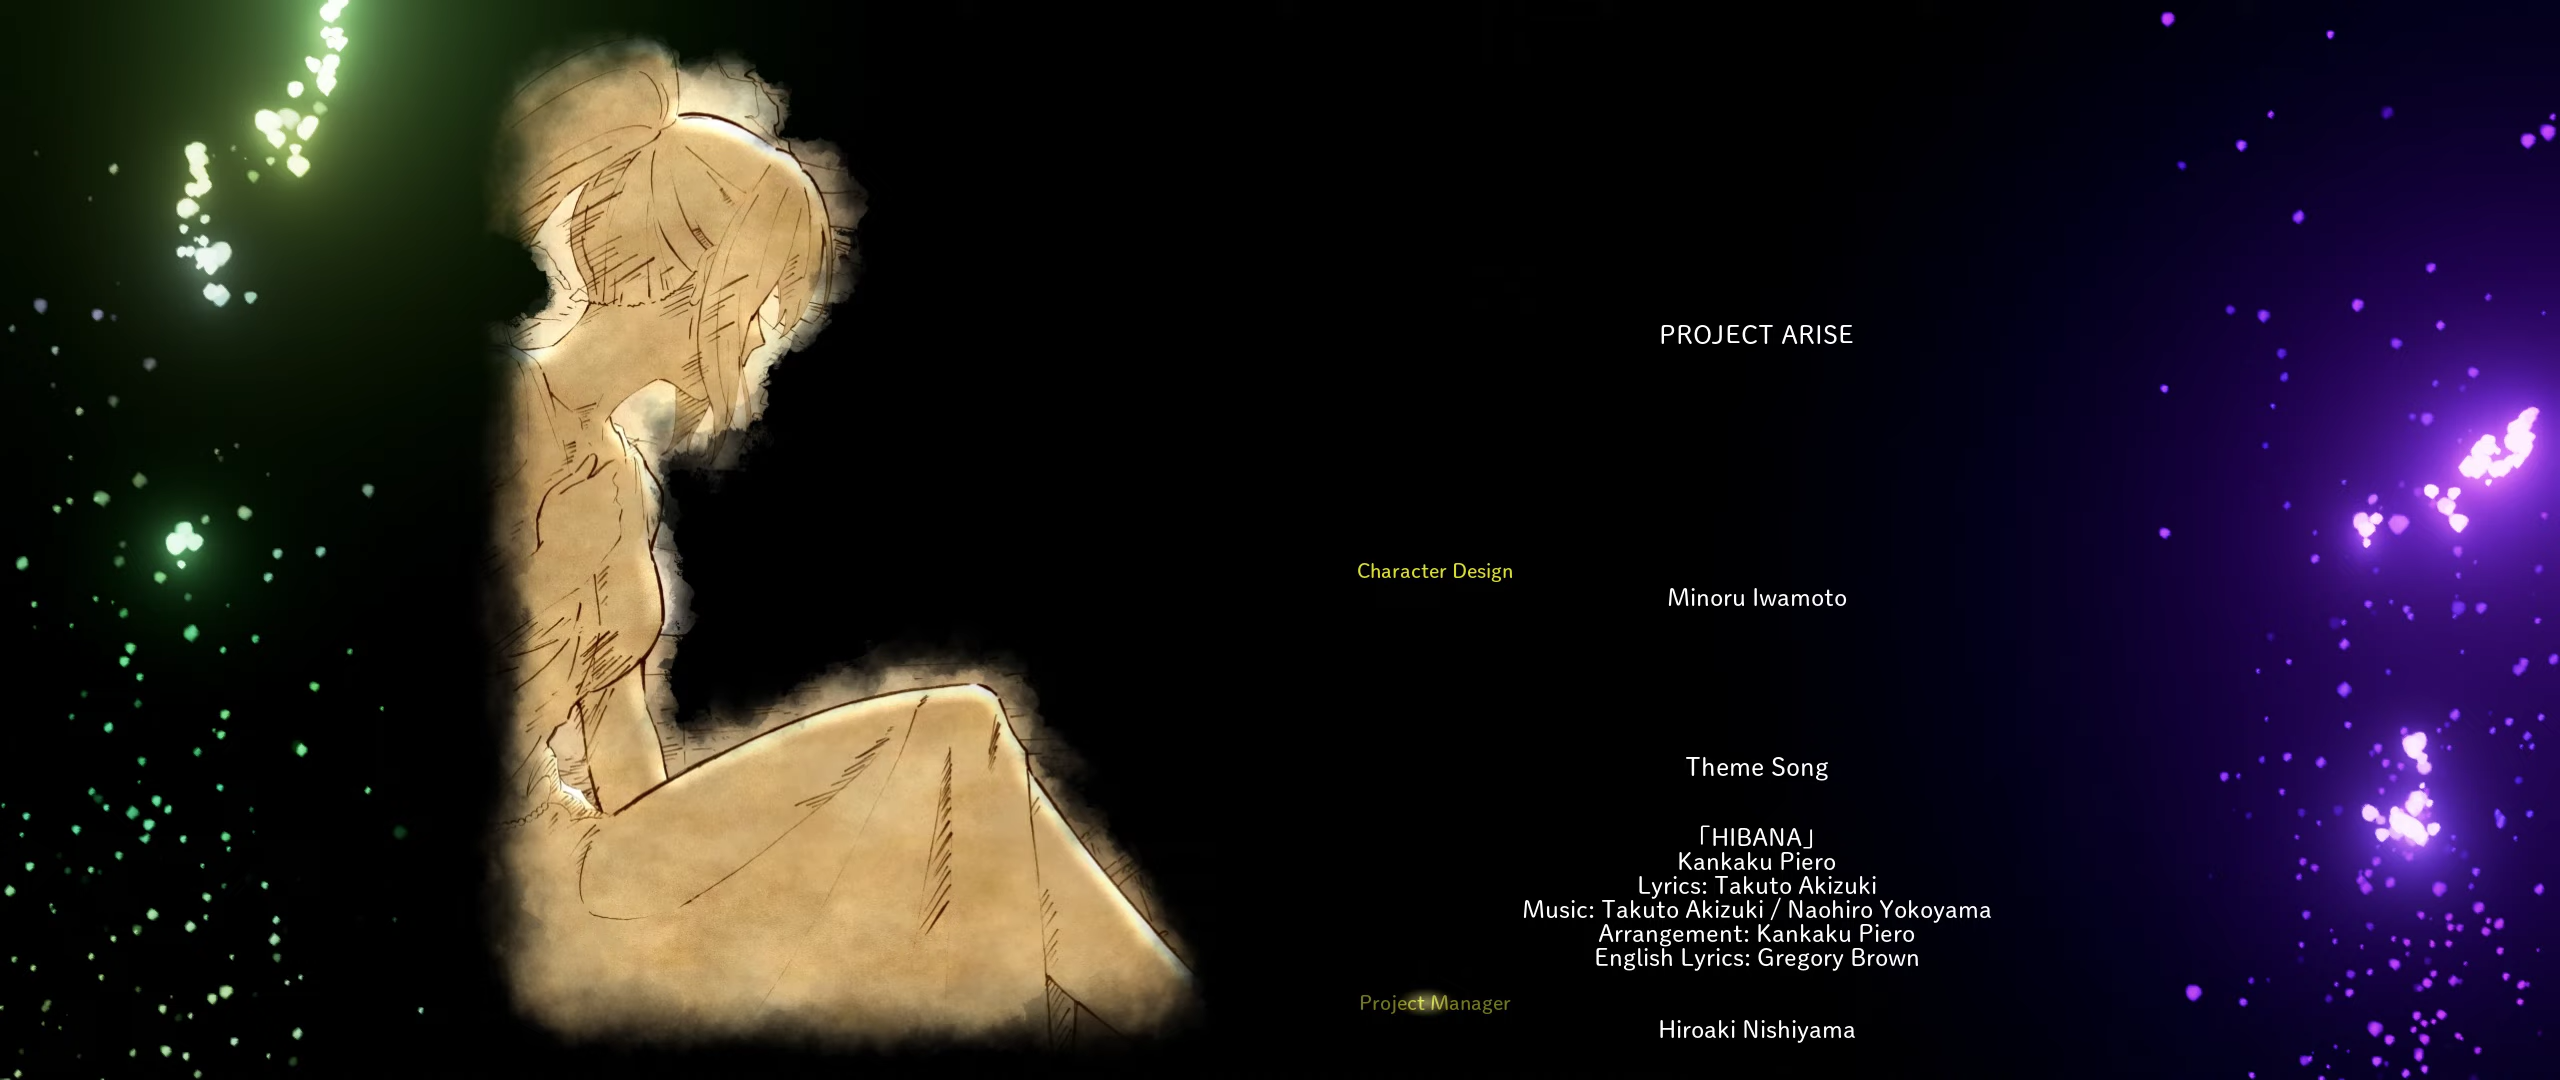 PROJECT ARISE
Character Design
Minoru Iwamoto
Theme Song
「HIBANA」
Kankaku Piero
Lyrics: Takuto Akizuki
Music: Takuto Akizuki / Naohiro Yokoyama
Arrangement: Kankaku Piero
English Lyrics: Gregory Brown
Project Manager
Hiroaki Nishiyama